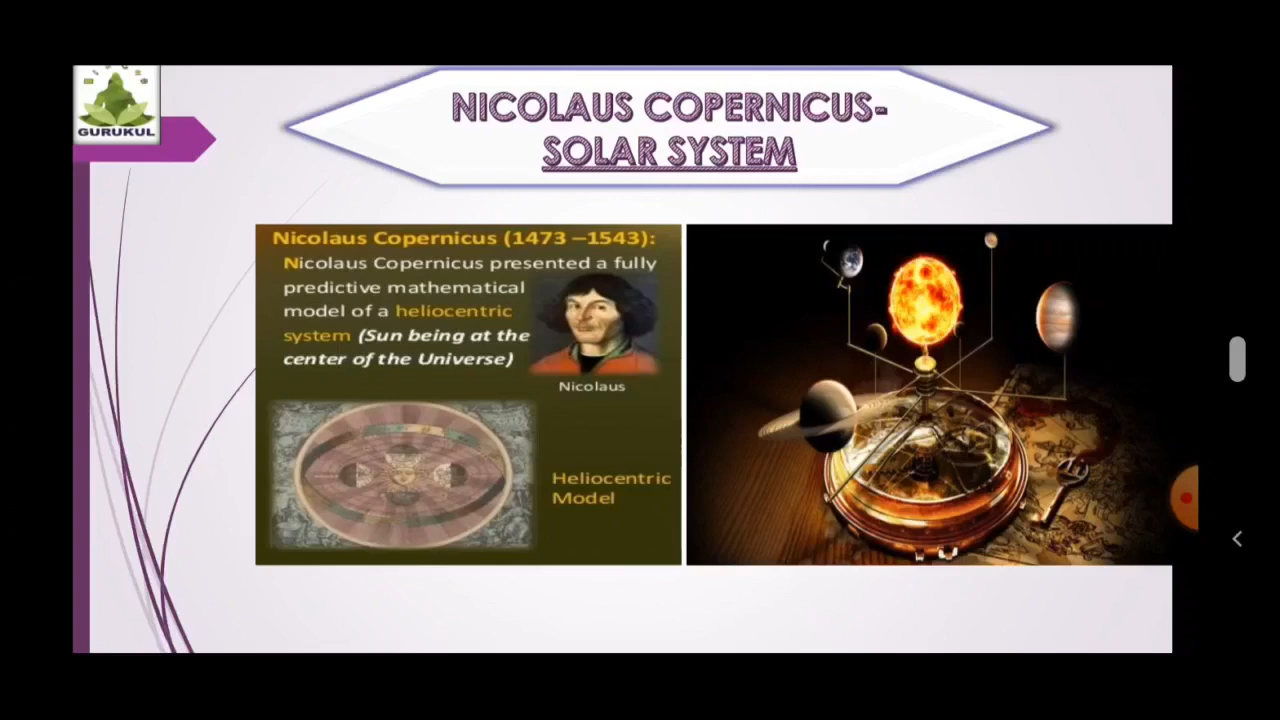 GURUKUL
NICOLAUS COPERNICUS-
SOLAR SYSTEM
Nicolaus Copernicus (1473 –1543):
Nicolaus Copernicus presented a fully
predictive mathematical
model of a heliocentric
system (Sun being at the
center of the Universe)
Nicolaus
Heliocentric
Model